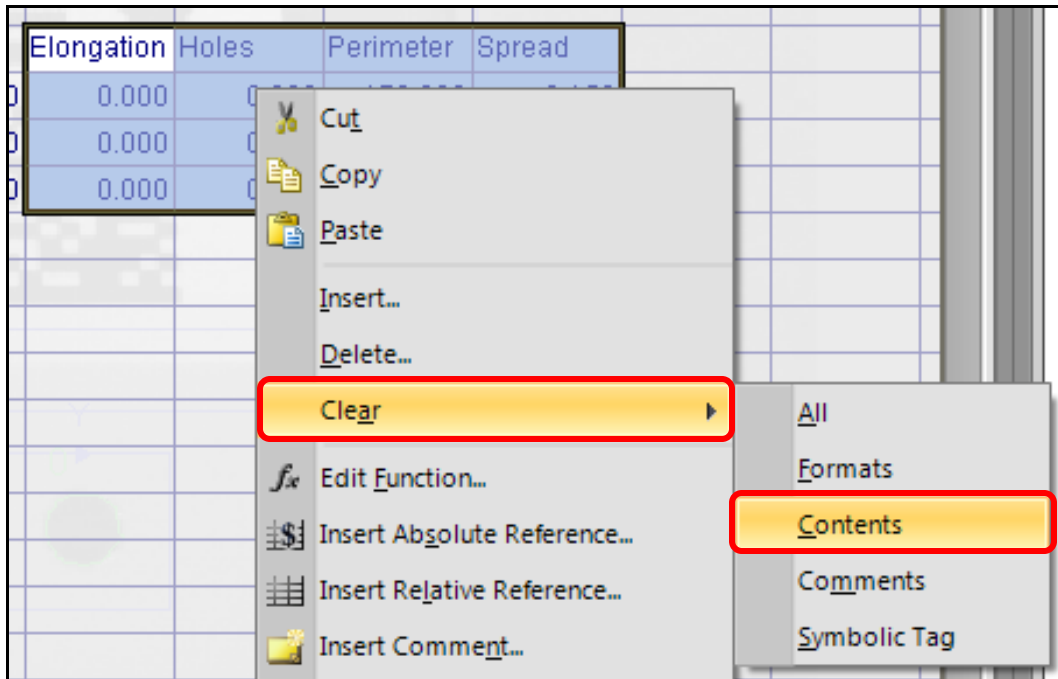 Elongation Holes Perimeter Spread
0.000
0.000
0.000
Cut
Copy
Paste
Insert...
Delete...
Clear
Edit Function...
Insert Absolute Reference...
Insert Relative Reference...
Insert Comment...
All
Formats
Contents
Comments
Symbolic Tag